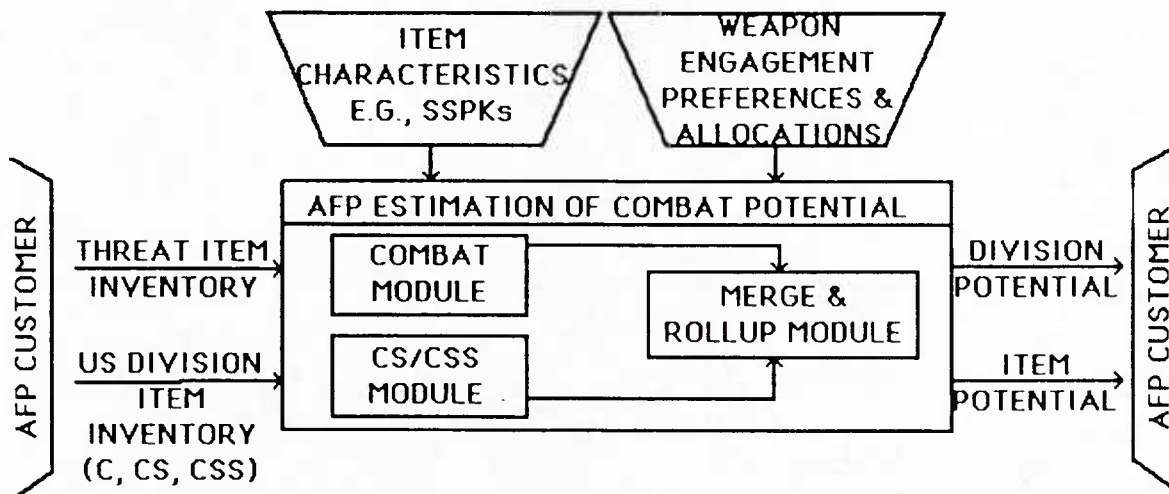 ITEM
CHARACTERISTICS
E.G., SSPKs
WEAPON
ENGAGEMENT
PREFERENCES &
ALLOCATIONS
AFP CUSTOMER
THREAT ITEM
INVENTORY
US DIVISION
ITEM
INVENTORY
(C, CS, CSS)
AFP ESTIMATION OF COMBAT POTENTIAL
COMBAT
MODULE
CS/CSS
MODULE
MERGE &
ROLLUP MODULE
DIVISION
POTENTIAL
ITEM
POTENTIAL
AFP CUSTOMER